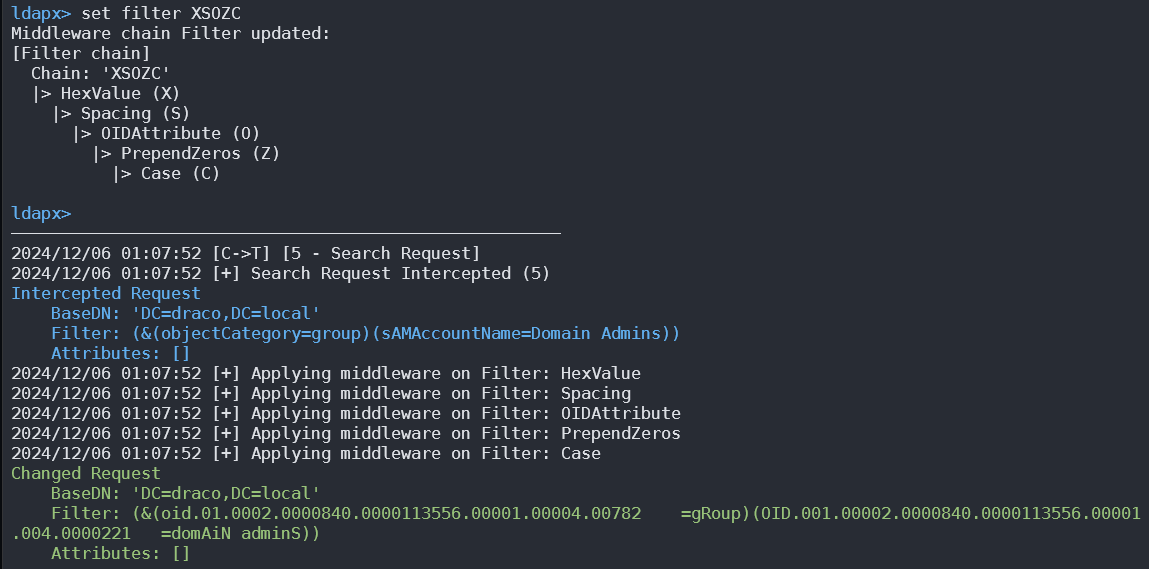 ldapx> set filter XSOZC
Middleware chain Filter updated:
[Filter chain]
  Chain: 'XSOZC'
  |> HexValue (X)
    |> Spacing (S)
      |> OIDAttribute (O)
        |> PrependZeros (Z)
          |> Case (C)
ldapx>
2024/12/06 01:07:52 [C->T] [5 - Search Request]
2024/12/06 01:07:52 [+] Search Request Intercepted (5)
Intercepted Request
    BaseDN: 'DC=draco,DC=local'
    Filter: (&(objectCategory=group)(sAMAccountName=Domain Admins))
    Attributes: []
2024/12/06 01:07:52 [+] Applying middleware on Filter: HexValue
2024/12/06 01:07:52 [+] Applying middleware on Filter: Spacing
2024/12/06 01:07:52 [+] Applying middleware on Filter: OIDAttribute
2024/12/06 01:07:52 [+] Applying middleware on Filter: PrependZeros
2024/12/06 01:07:52 [+] Applying middleware on Filter: Case
Changed Request
    BaseDN: 'DC=draco,DC=local'
    Filter: (&(oid.01.0002.0000840.0000113556.00001.00004.00782    =gRoup)(OID.001.00002.0000840.0000113556.00001
.004.0000221   =domAiN adminS))
    Attributes: []